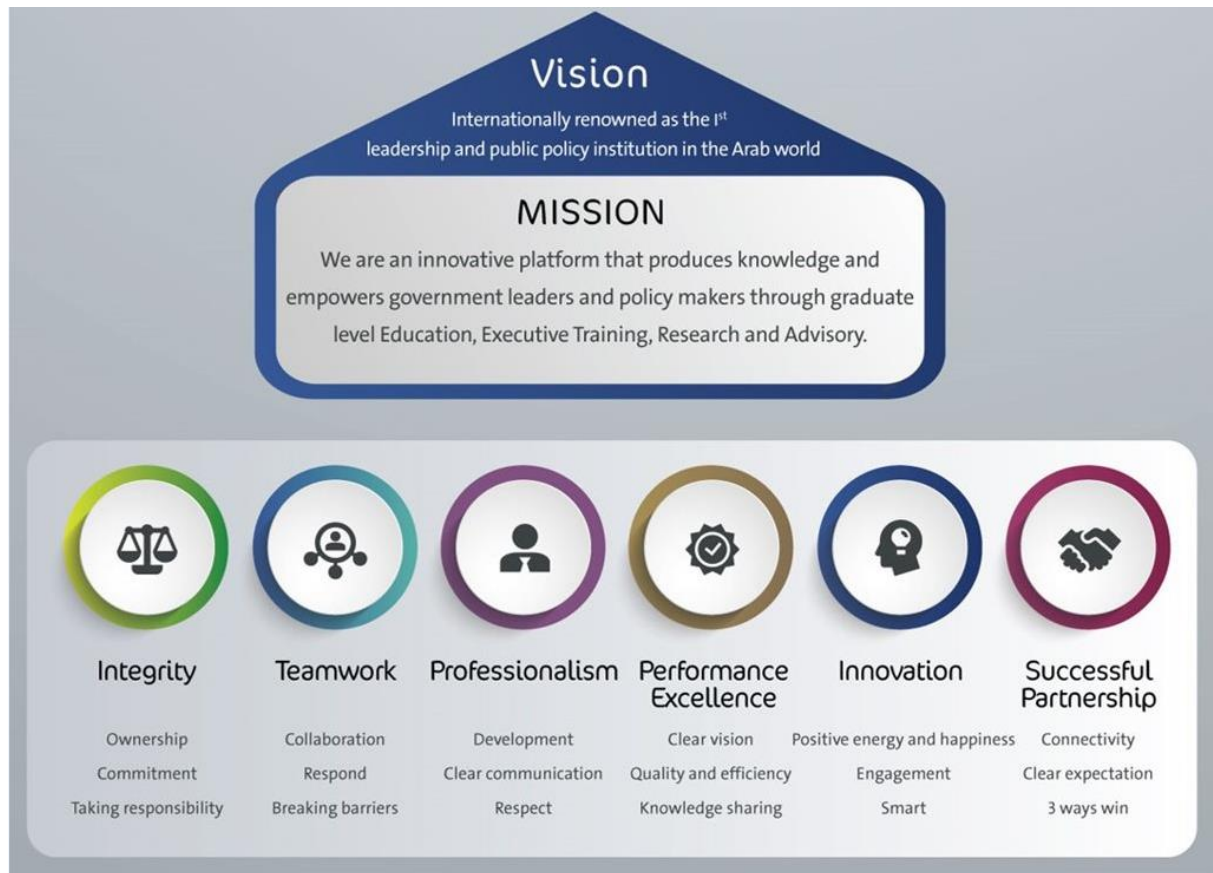 Vision
Internationally renowned as the Ist
leadership and public policy institution in the Arab world
MISSION
We are an innovative platform that produces knowledge and
empowers government leaders and policy makers through graduate
level Education, Executive Training, Research and Advisory.
Integrity
Ownership
Commitment
Taking responsibility
Teamwork
Collaboration
Respond
Breaking barriers
Professionalism
Development
Clear communication
Respect
Performance
Excellence
Clear vision
Quality and efficiency
Knowledge sharing
Innovation
Positive energy and happiness
Engagement
Smart
Successful
Partnership
Connectivity
Clear expectation
3 ways win